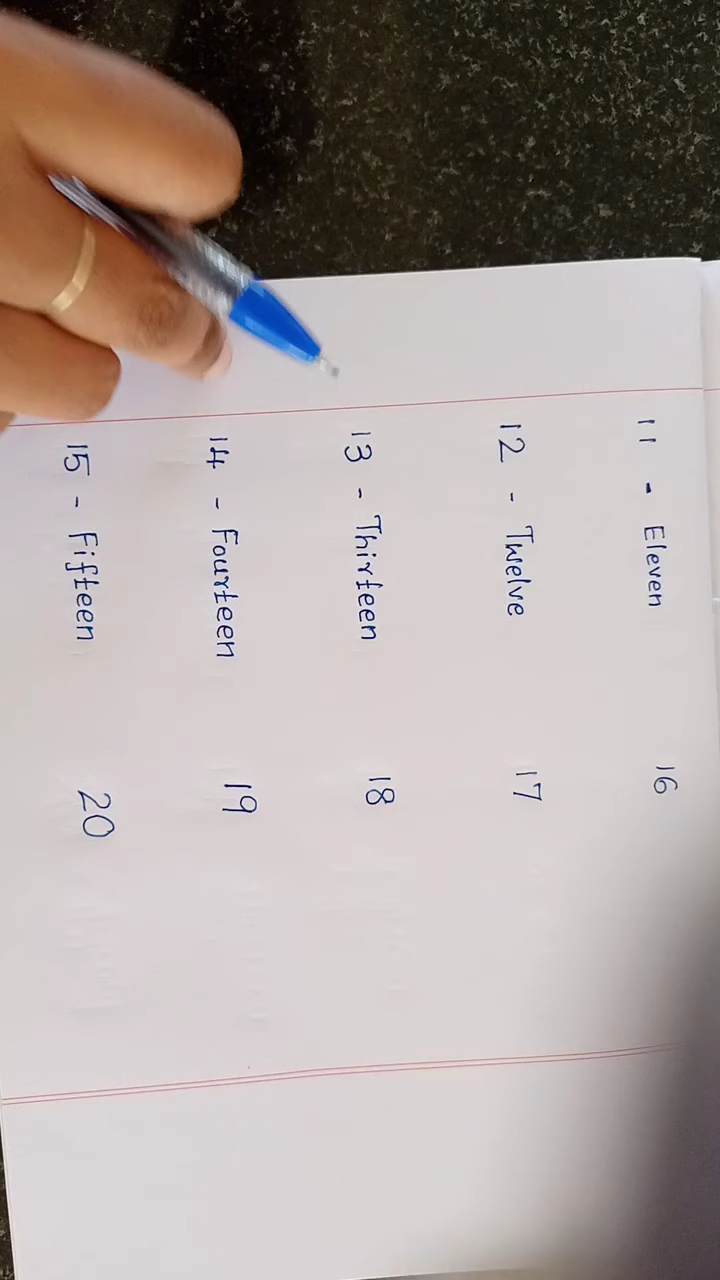 11 - Eleven 16
12 - Twelve 17
13 - Thirteen 18
14 - Fourteen 19
15 - Fifteen 20